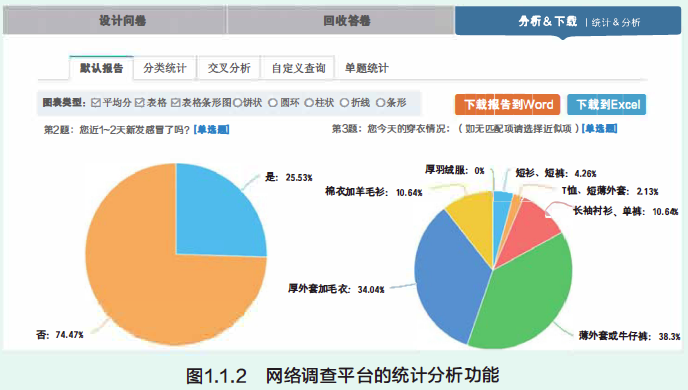 设计问卷 回收答卷 分析&下载 | 统计&分析
默认报告 分类统计 交叉分析 自定义查询 单题统计
图表类型: ☑平均分 ☑表格 ☑表格条形图 ○饼状 ○圆环 ○柱状 ○折线 ○条形 下载报告到Word 下载到Excel
第2题: 您近1~2天新发感冒了吗? [单选题] 第3题: 您今天的穿衣情况: (如无匹配项请选择近似项) [单选题]
是: 25.53%
否: 74.47%
厚羽绒服: 0%
短衫、短裤: 4.26%
T恤、短薄外套: 2.13%
长袖衬衫、单裤: 10.64%
棉衣加羊毛衫: 10.64%
厚外套加毛衣: 34.04%
薄外套或牛仔裤: 38.3%
图1.1.2 网络调查平台的统计分析功能